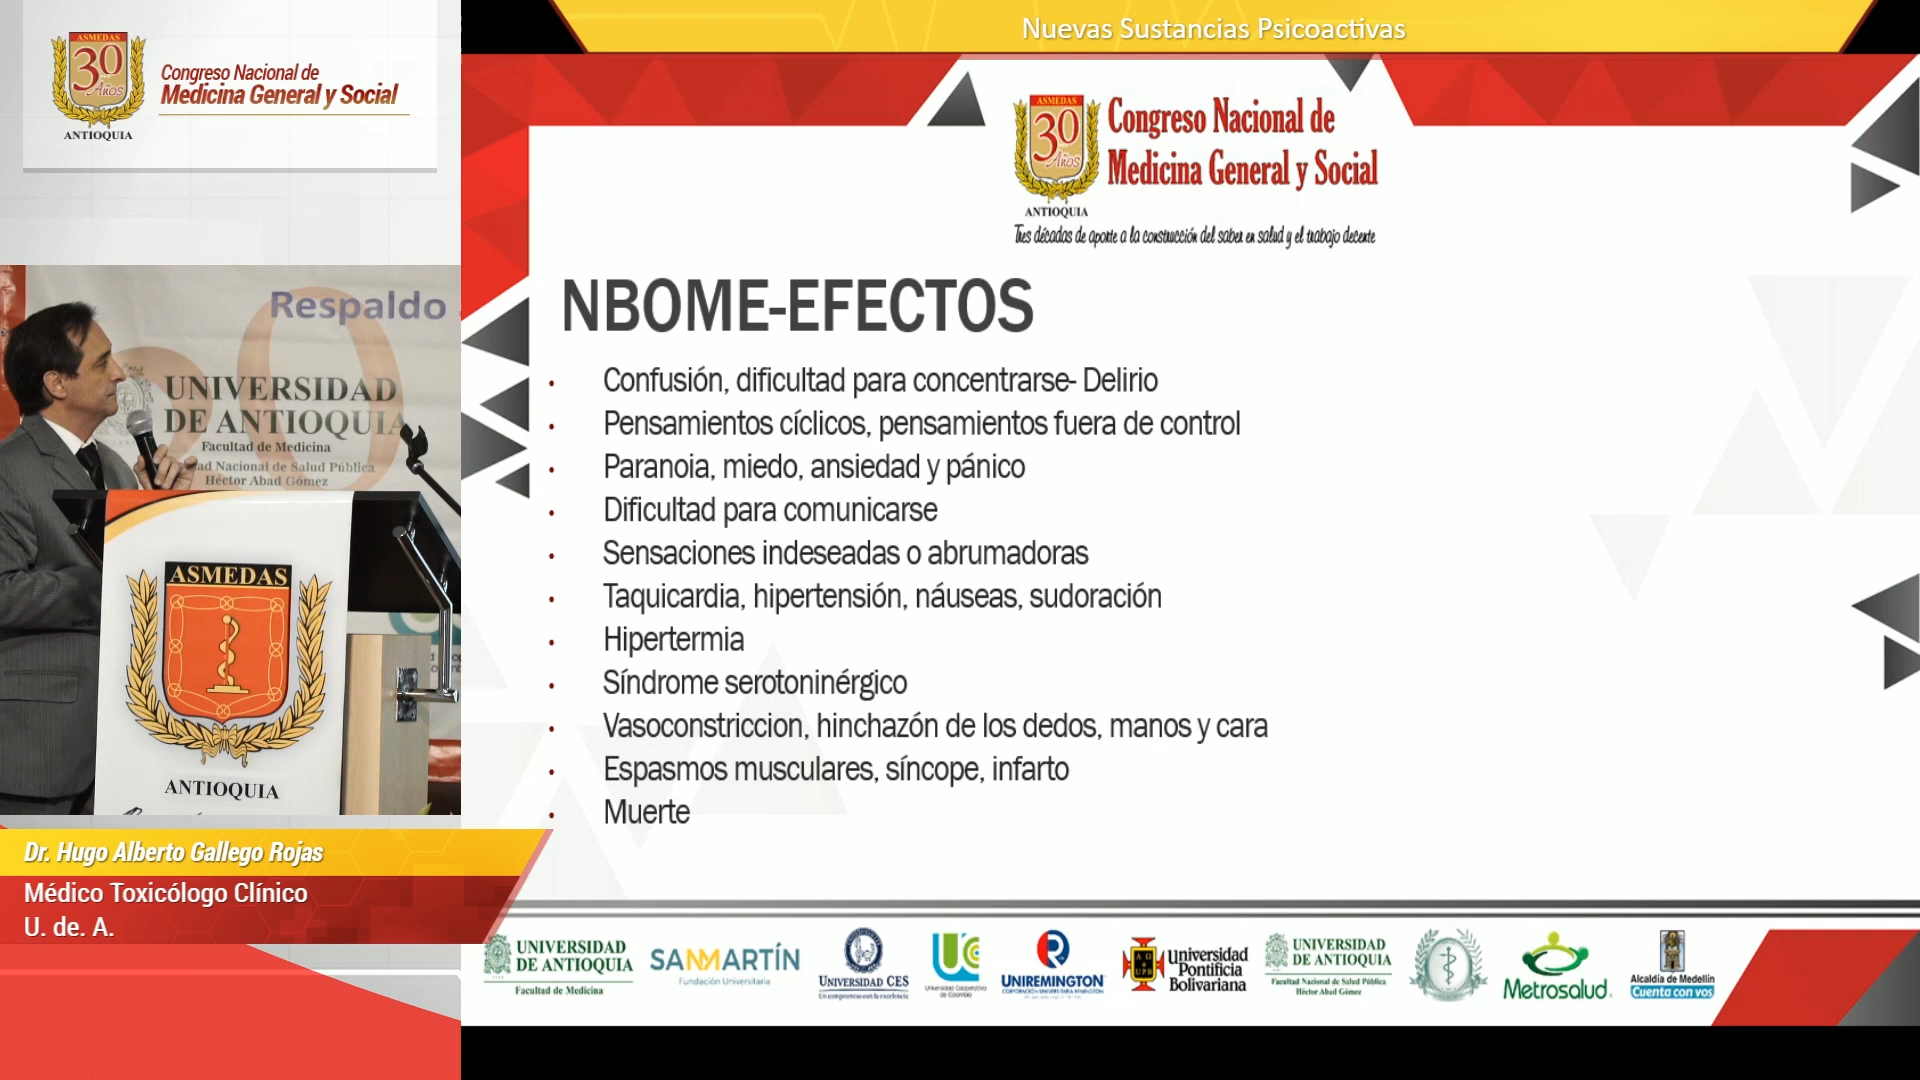 ASMEDAS
30
Años
ANTIOQUIA
Congreso Nacional de
Medicina General y Social
Nuevas Sustancias Psicoactivas
ASMEDAS
30
Años
ANTIOQUIA
Congreso Nacional de
Medicina General y Social
Tres décadas de aporte a la construcción del saber en salud y el trabajo decente
NBOME-EFECTOS
• Confusión, dificultad para concentrarse- Delirio
• Pensamientos cíclicos, pensamientos fuera de control
• Paranoia, miedo, ansiedad y pánico
• Dificultad para comunicarse
• Sensaciones indeseadas o abrumadoras
• Taquicardia, hipertensión, náuseas, sudoración
• Hipertermia
• Síndrome serotoninérgico
• Vasoconstriccion, hinchazón de los dedos, manos y cara
• Espasmos musculares, síncope, infarto
• Muerte
Respaldo
UNIVERSIDAD
DE ANTIOQUIA
Facultad de Medicina
Nacional de Salud Pública
Héctor Abad Gómez
ASMEDAS
ANTIOQUIA
Dr. Hugo Alberto Gallego Rojas
Médico Toxicólogo Clínico
U. de. A.
UNIVERSIDAD
DE ANTIOQUIA
Facultad de Medicina
SANMARTÍN
Fundación Universitaria
UNIVERSIDAD CES
Un compromiso con la excelencia
Universidad Cooperativa
de Colombia
UNIREMINGTON
CORPORACIÓN UNIVERSITARIA REMINGTON
Universidad
Pontificia
Bolivariana
UNIVERSIDAD
DE ANTIOQUIA
Facultad Nacional de Salud Pública
Héctor Abad Gómez
Metrosalud
Alcaldía de Medellín
Cuenta con vos